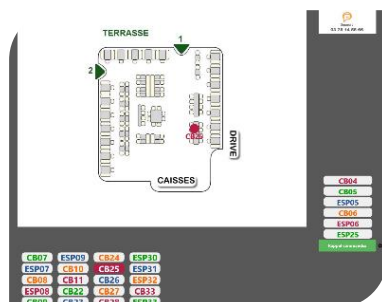 TERRASSE
1
2
DRIVE
CAISSES
CB04
CB05
ESP05
CB06
ESP06
ESP25
CB07 ESP09 CB24 ESP30
ESP07 CB10 CB25 ESP31
CB08 CB11 CB26 ESP32
ESP08 CB22 CB27 CB33